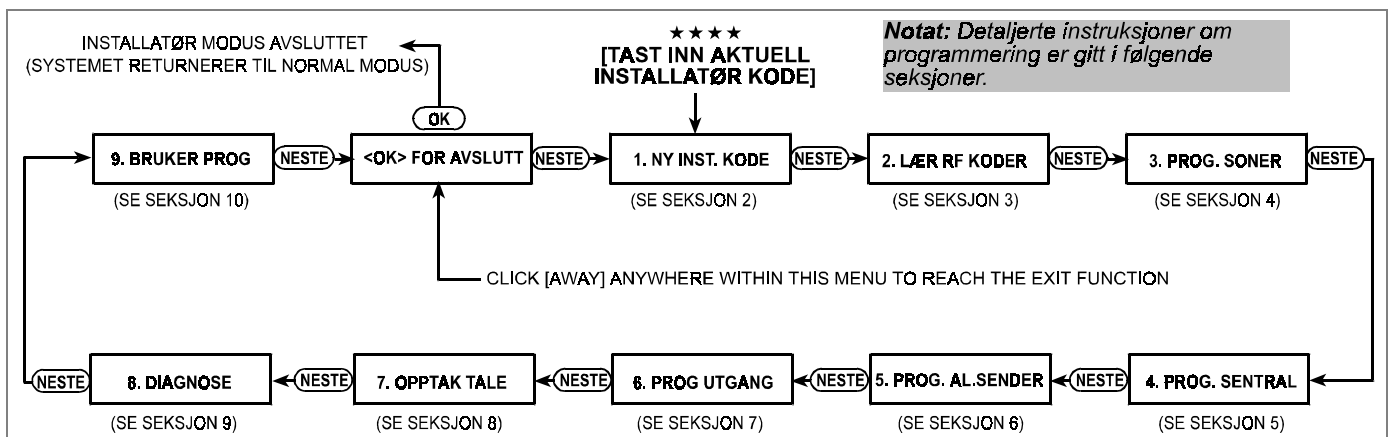 INSTALLATØR MODUS AVSLUTTET
(SYSTEMET RETURNERER TIL NORMAL MODUS)
★★★★
[TAST INN AKTUELL
INSTALLATØR KODE]
Notat: Detaljerte instruksjoner om
programmering er gitt i følgende
seksjoner.
OK
9. BRUKER PROG
NESTE
<OK> FOR AVSLUTT
NESTE
1. NY INST. KODE
NESTE
2. LÆR RF KODER
NESTE
3. PROG. SONER
NESTE
(SE SEKSJON 10)
(SE SEKSJON 2)
(SE SEKSJON 3)
(SE SEKSJON 4)
CLICK [AWAY] ANYWHERE WITHIN THIS MENU TO REACH THE EXIT FUNCTION
NESTE
8. DIAGNOSE
NESTE
7. OPPTAK TALE
NESTE
6. PROG UTGANG
NESTE
5. PROG. AL.SENDER
NESTE
4. PROG. SENTRAL
(SE SEKSJON 9)
(SE SEKSJON 8)
(SE SEKSJON 7)
(SE SEKSJON 6)
(SE SEKSJON 5)